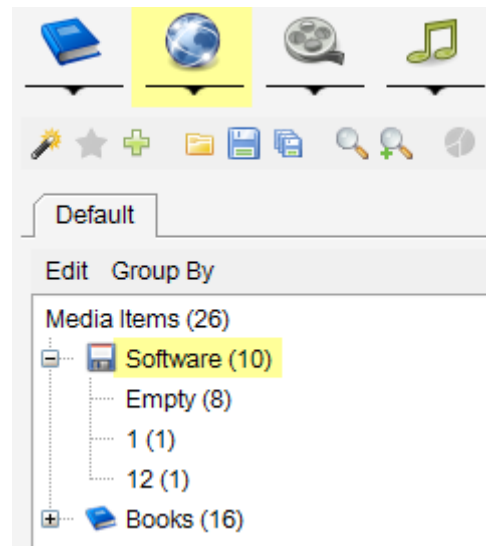 Default
Edit Group By
Media Items (26)
Software (10)
Empty (8)
1 (1)
12 (1)
Books (16)